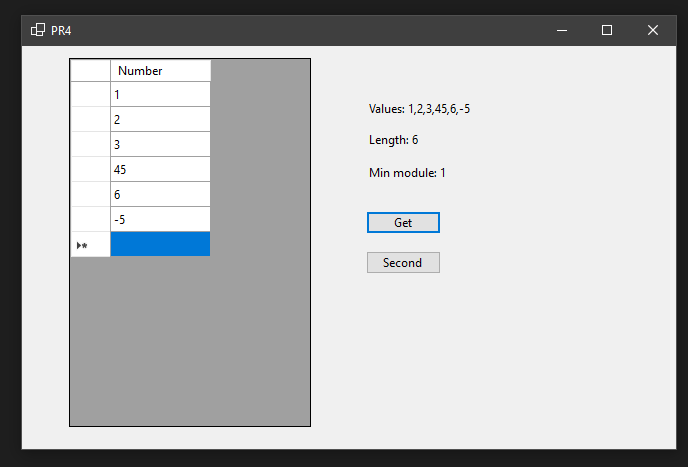 PR4
Number
1
2
3
45
6
-5
Values: 1,2,3,45,6,-5
Length: 6
Min module: 1
Get
Second